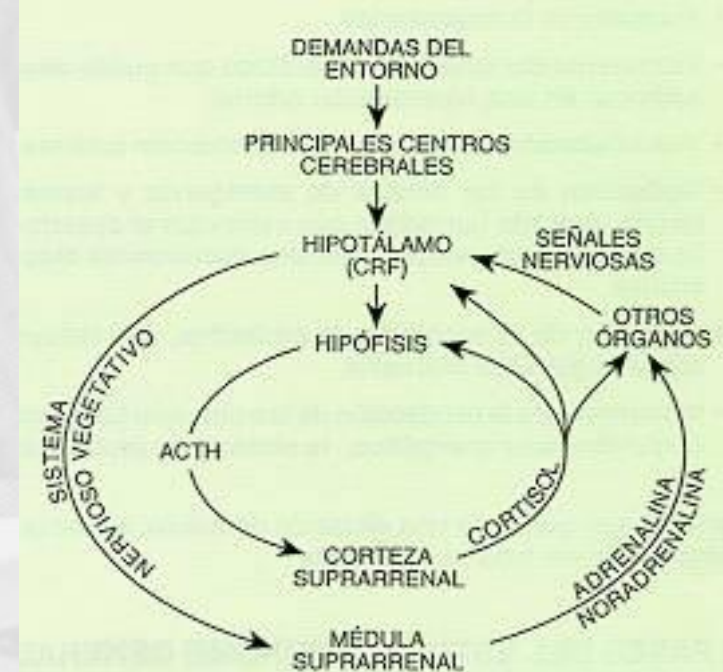 DEMANDAS DEL
ENTORNO
PRINCIPALES CENTROS
CEREBRALES
HIPOTÁLAMO
(CRF)
SEÑALES
NERVIOSAS
HIPÓFISIS
OTROS
ÓRGANOS
SISTEMA
NERVIOSO VEGETATIVO
ACTH
CORTISOL
CORTEZA
SUPRARRENAL
ADRENALINA
NORADRENALINA
MÉDULA
SUPRARRENAL